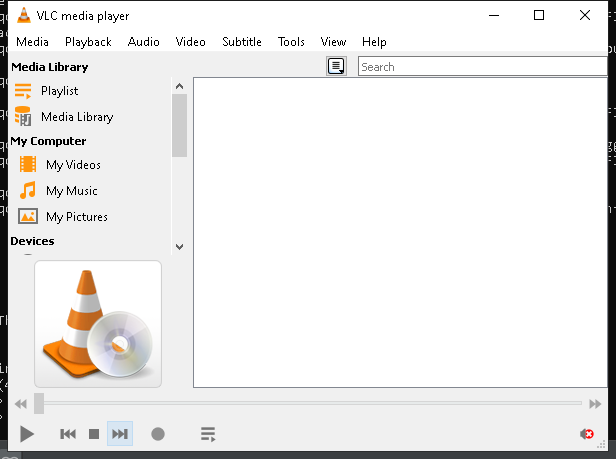 VLC media player
Media Playback Audio Video Subtitle Tools View Help
Media Library
Search
Playlist
Media Library
My Computer
My Videos
My Music
My Pictures
Devices